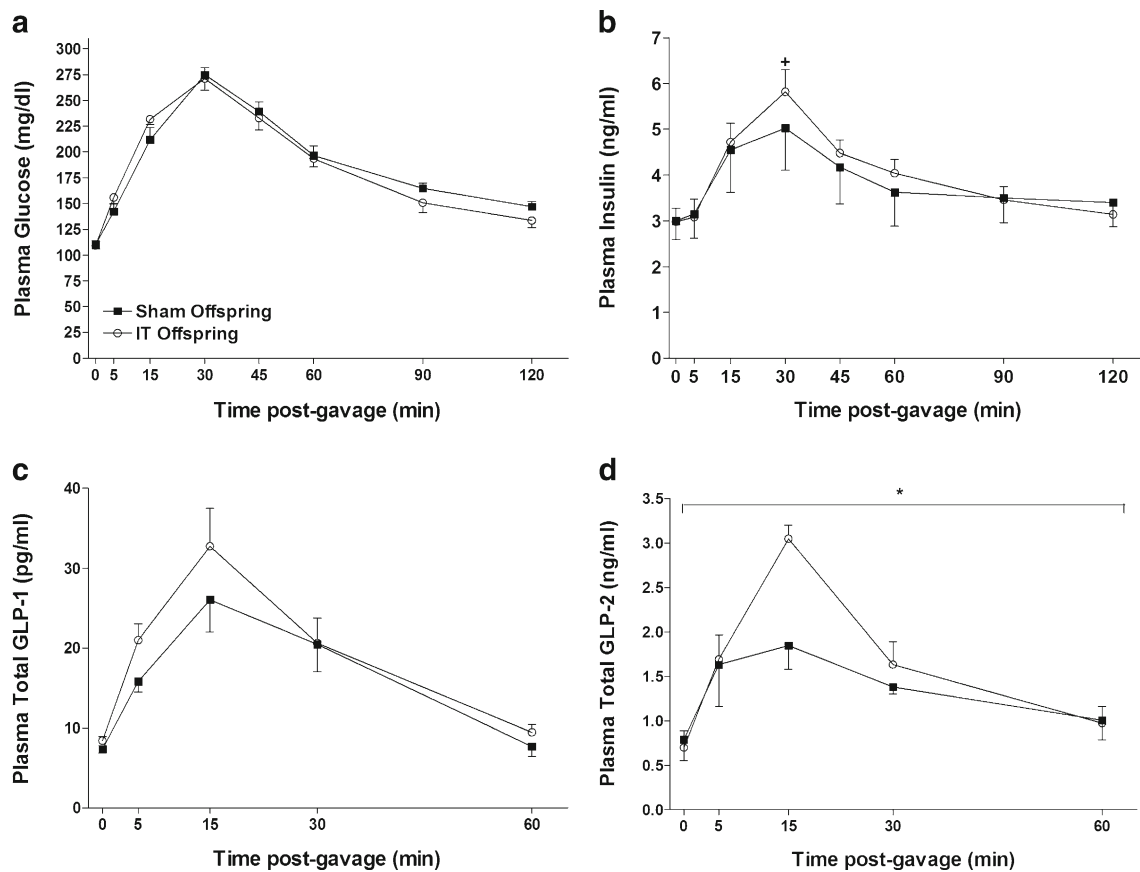 a
Plasma Glucose (mg/dl)
300
275
250
225
200
175
150
125
100
75
50
25
0
Sham Offspring
IT Offspring
0 5 15 30 45 60 90 120
Time post-gavage (min)
b
Plasma Insulin (ng/ml)
7
6
5
4
3
2
1
0
+
0 5 15 30 45 60 90 120
Time post-gavage (min)
c
Plasma Total GLP-1 (pg/ml)
40
30
20
10
0
0 5 15 30 60
Time post-gavage (min)
d
Plasma Total GLP-2 (ng/ml)
3.5
3.0
2.5
2.0
1.5
1.0
0.5
0.0
*
0 5 15 30 60
Time post-gavage (min)